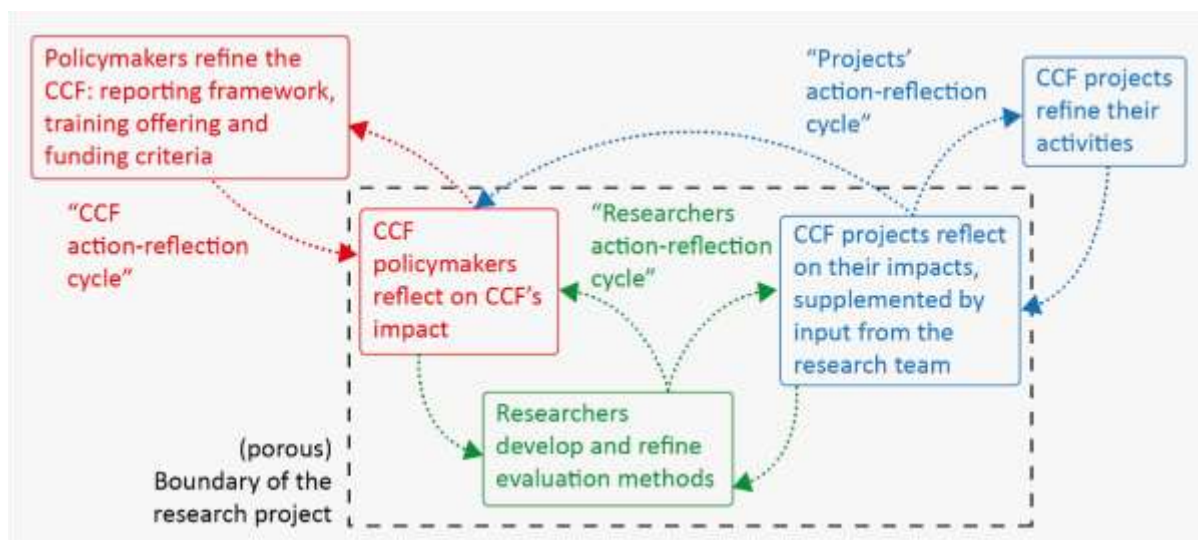 Policymakers refine the
CCF: reporting framework,
training offering and
funding criteria
“Projects’
action-reflection
cycle”
CCF projects
refine their
activities
“CCF
action-reflection
cycle”
CCF
policymakers
reflect on CCF’s
impact
“Researchers
action-reflection
cycle”
CCF projects reflect
on their impacts,
supplemented by
input from the
research team
Researchers
develop and refine
evaluation methods
(porous)
Boundary of the
research project